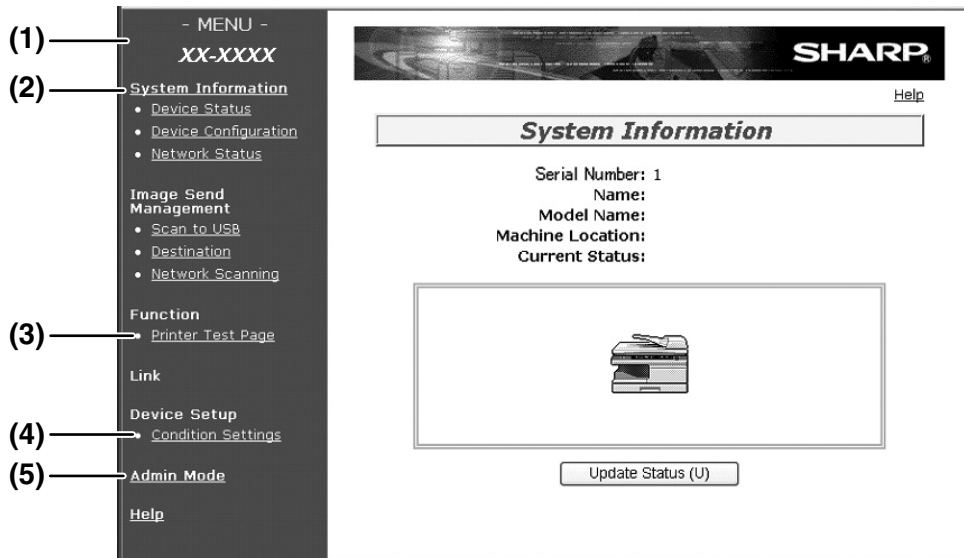 - MENU -
(1)
XX-XXXX
(2)
System Information
• Device Status
• Device Configuration
• Network Status
Image Send
Management
• Scan to USB
• Destination
• Network Scanning
Function
(3)
• Printer Test Page
Link
Device Setup
(4)
• Condition Settings
(5)
Admin Mode
Help
SHARP®
Help
System Information
Serial Number: 1
Name:
Model Name:
Machine Location:
Current Status:
Update Status (U)